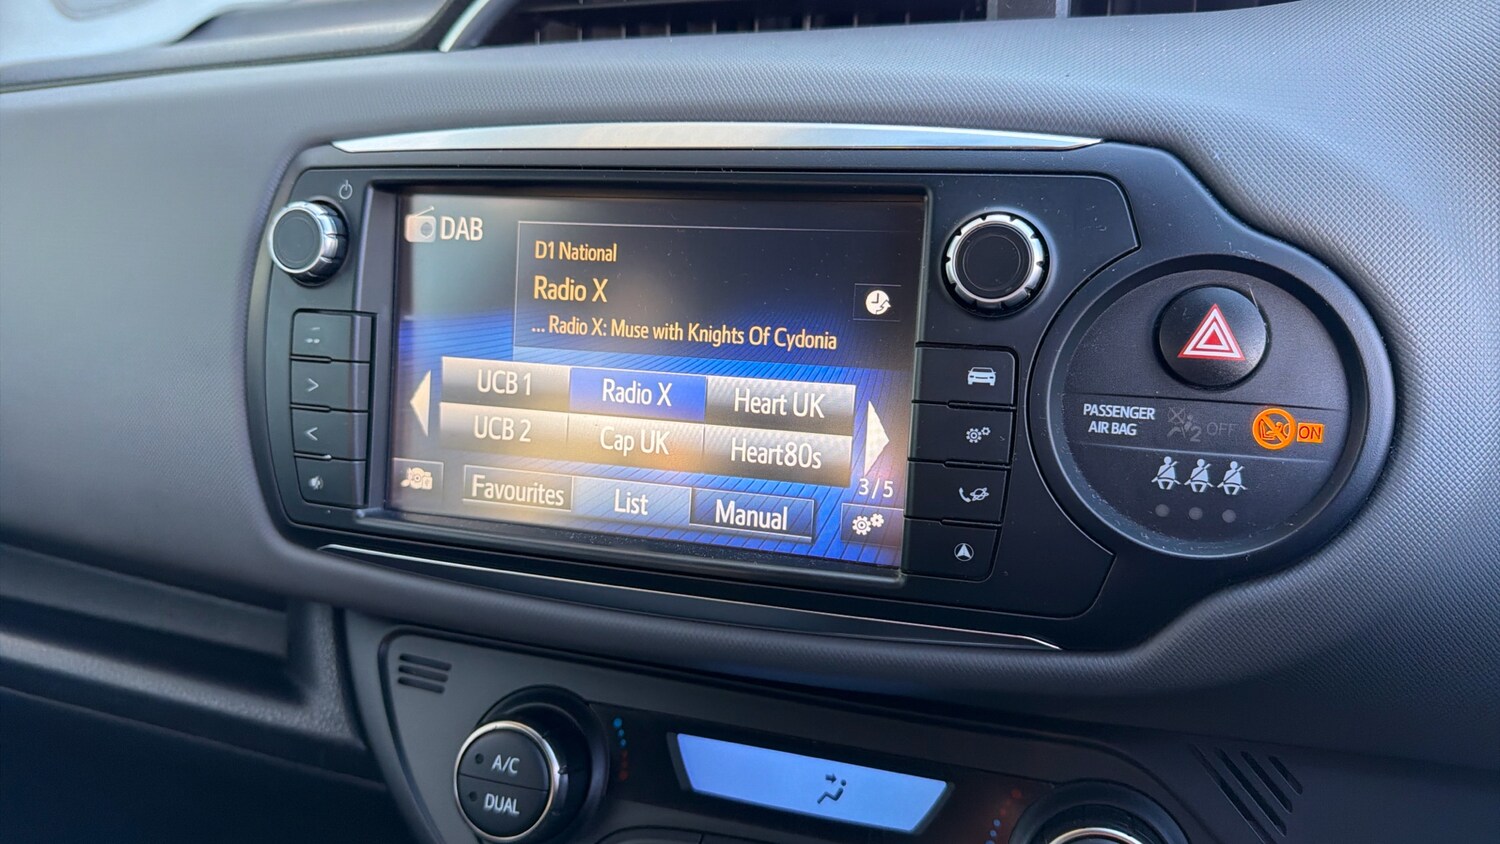 DAB
D1 National
Radio X
... Radio X: Muse with Knights Of Cydonia
UCB 1
Radio X
Heart UK
UCB 2
Cap UK
Heart80s
3/5
Favourites
List
Manual
PASSENGER
AIR BAG
2 OFF
ON
A/C
DUAL